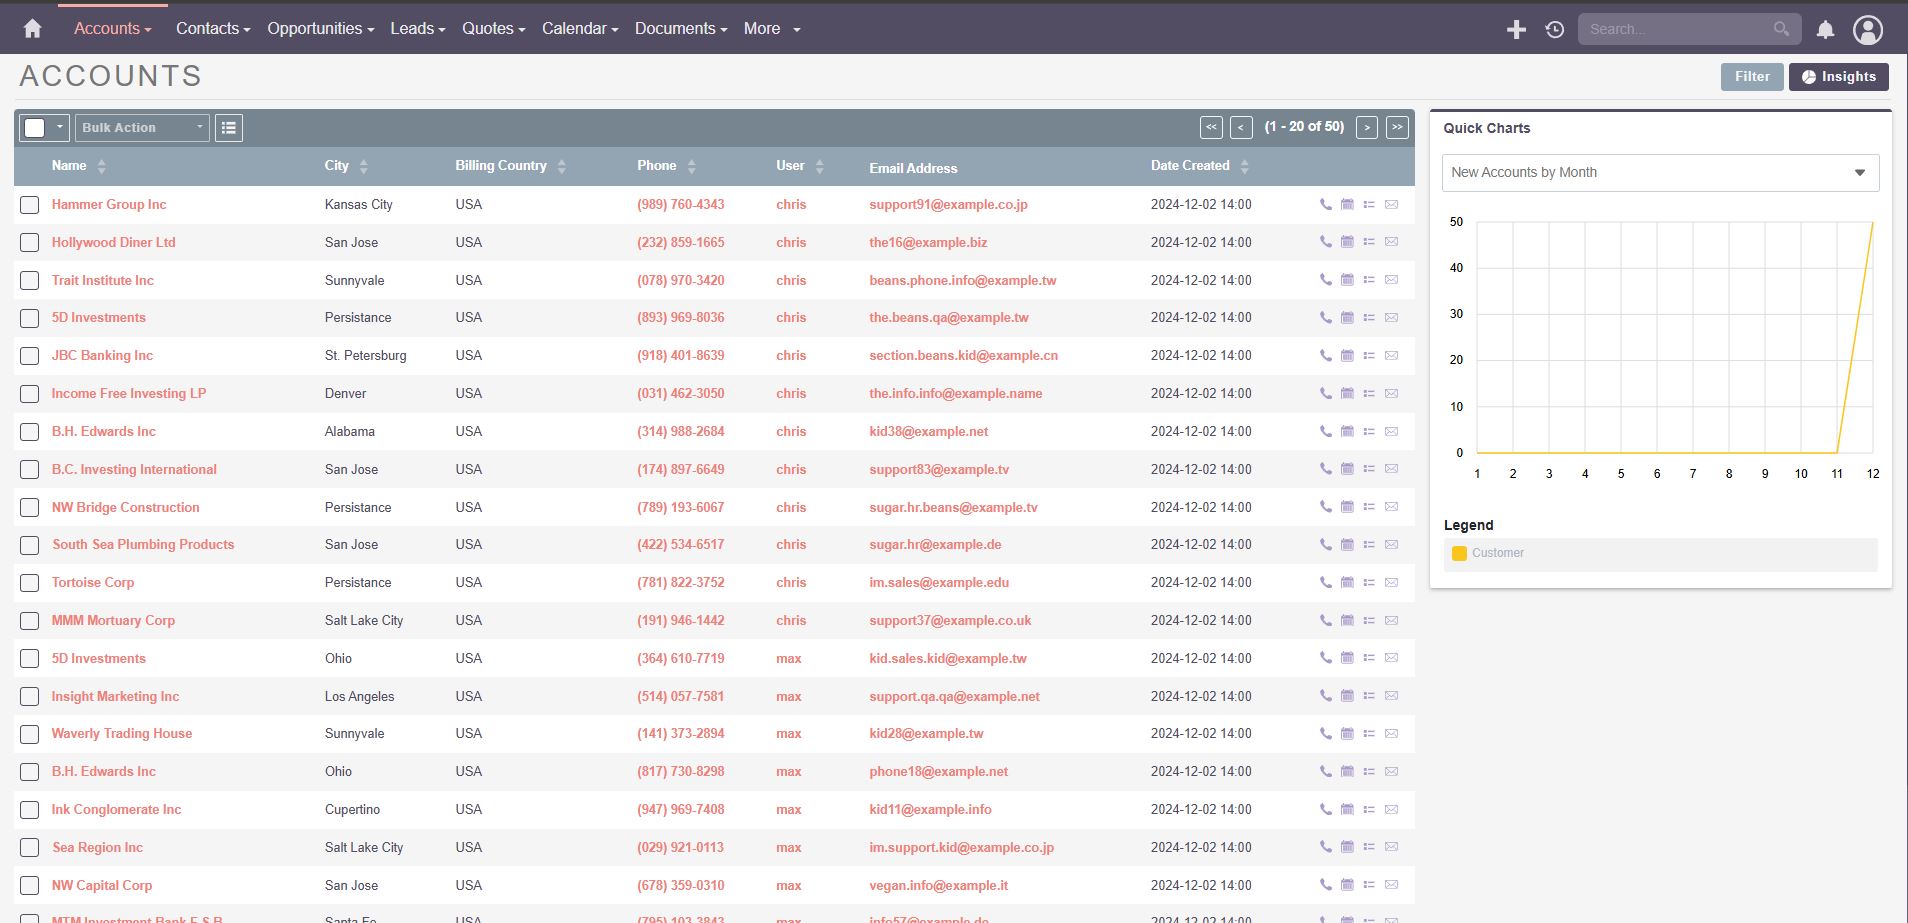 Accounts Contacts Opportunities Leads Quotes Calendar Documents More Search...
ACCOUNTS
Filter Insights
Bulk Action << < (1 - 20 of 50) > >>
Name City Billing Country Phone User Email Address Date Created
Hammer Group Inc Kansas City USA (989) 760-4343 chris support91@example.co.jp 2024-12-02 14:00
Hollywood Diner Ltd San Jose USA (232) 859-1665 chris the16@example.biz 2024-12-02 14:00
Trait Institute Inc Sunnyvale USA (078) 970-3420 chris beans.phone.info@example.tw 2024-12-02 14:00
5D Investments Persistance USA (893) 969-8036 chris the.beans.qa@example.tw 2024-12-02 14:00
JBC Banking Inc St. Petersburg USA (918) 401-8639 chris section.beans.kid@example.cn 2024-12-02 14:00
Income Free Investing LP Denver USA (031) 462-3050 chris the.info.info@example.name 2024-12-02 14:00
B.H. Edwards Inc Alabama USA (314) 988-2684 chris kid38@example.net 2024-12-02 14:00
B.C. Investing International San Jose USA (174) 897-6649 chris support83@example.tv 2024-12-02 14:00
NW Bridge Construction Persistance USA (789) 193-6067 chris sugar.hr.beans@example.tv 2024-12-02 14:00
South Sea Plumbing Products San Jose USA (422) 534-6517 chris sugar.hr@example.de 2024-12-02 14:00
Tortoise Corp Persistance USA (781) 822-3752 chris im.sales@example.edu 2024-12-02 14:00
MMM Mortuary Corp Salt Lake City USA (191) 946-1442 chris support37@example.co.uk 2024-12-02 14:00
5D Investments Ohio USA (364) 610-7719 max kid.sales.kid@example.tw 2024-12-02 14:00
Insight Marketing Inc Los Angeles USA (514) 057-7581 max support.qa.qa@example.net 2024-12-02 14:00
Waverly Trading House Sunnyvale USA (141) 373-2894 max kid28@example.tw 2024-12-02 14:00
B.H. Edwards Inc Ohio USA (817) 730-8298 max phone18@example.net 2024-12-02 14:00
Ink Conglomerate Inc Cupertino USA (947) 969-7408 max kid11@example.info 2024-12-02 14:00
Sea Region Inc Salt Lake City USA (029) 921-0113 max im.support.kid@example.co.jp 2024-12-02 14:00
NW Capital Corp San Jose USA (678) 359-0310 max vegan.info@example.it 2024-12-02 14:00
MTM Investment Bank F S B Santa Fe USA (795) 103-3843 max info57@example.de 2024-12-02 14:00
Quick Charts
New Accounts by Month
50
40
30
20
10
0
1 2 3 4 5 6 7 8 9 10 11 12
Legend
Customer